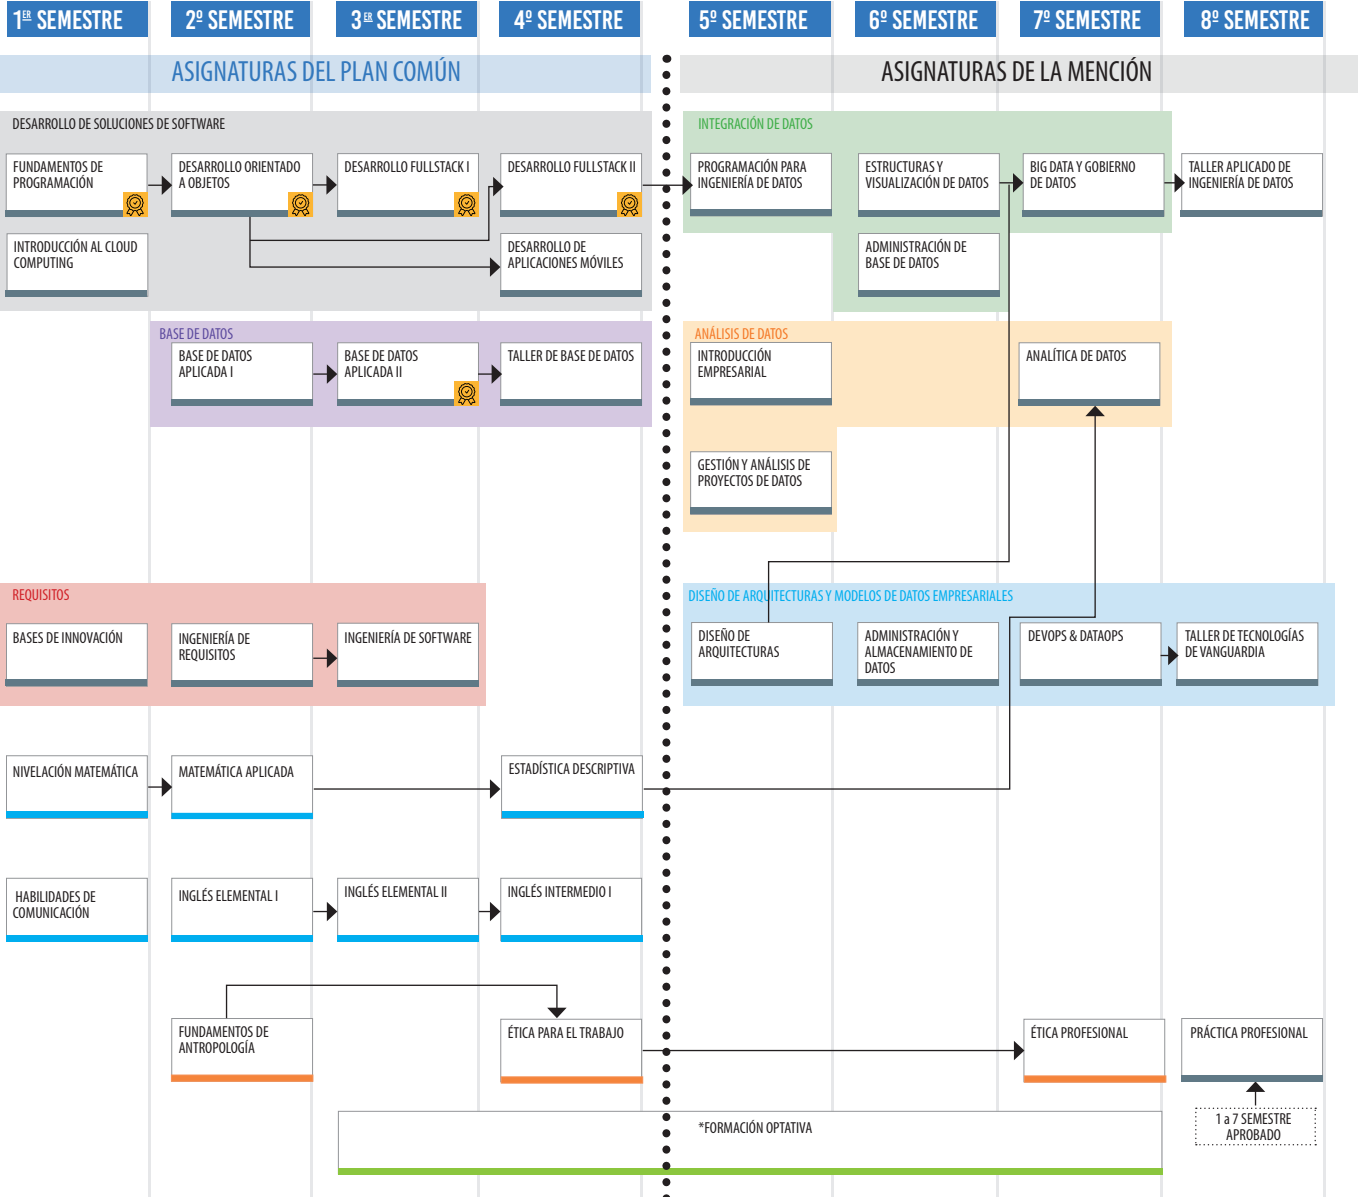 1ER SEMESTRE
2º SEMESTRE
3ER SEMESTRE
4º SEMESTRE
5º SEMESTRE
6º SEMESTRE
7º SEMESTRE
8º SEMESTRE
ASIGNATURAS DEL PLAN COMÚN
ASIGNATURAS DE LA MENCIÓN
DESARROLLO DE SOLUCIONES DE SOFTWARE
INTEGRACIÓN DE DATOS
FUNDAMENTOS DE
PROGRAMACIÓN
DESARROLLO ORIENTADO
A OBJETOS
DESARROLLO FULLSTACK I
DESARROLLO FULLSTACK II
PROGRAMACIÓN PARA
INGENIERÍA DE DATOS
ESTRUCTURAS Y
VISUALIZACIÓN DE DATOS
BIG DATA Y GOBIERNO
DE DATOS
TALLER APLICADO DE
INGENIERÍA DE DATOS
INTRODUCCIÓN AL CLOUD
COMPUTING
DESARROLLO DE
APLICACIONES MÓVILES
ADMINISTRACIÓN DE
BASE DE DATOS
BASE DE DATOS
ANÁLISIS DE DATOS
BASE DE DATOS
APLICADA I
BASE DE DATOS
APLICADA II
TALLER DE BASE DE DATOS
INTRODUCCIÓN
EMPRESARIAL
ANALÍTICA DE DATOS
GESTIÓN Y ANÁLISIS DE
PROYECTOS DE DATOS
REQUISITOS
DISEÑO DE ARQUITECTURAS Y MODELOS DE DATOS EMPRESARIALES
BASES DE INNOVACIÓN
INGENIERÍA DE
REQUISITOS
INGENIERÍA DE SOFTWARE
DISEÑO DE
ARQUITECTURAS
ADMINISTRACIÓN Y
ALMACENAMIENTO DE
DATOS
DEVOPS & DATAOPS
TALLER DE TECNOLOGÍAS
DE VANGUARDIA
NIVELACIÓN MATEMÁTICA
MATEMÁTICA APLICADA
ESTADÍSTICA DESCRIPTIVA
HABILIDADES DE
COMUNICACIÓN
INGLÉS ELEMENTAL I
INGLÉS ELEMENTAL II
INGLÉS INTERMEDIO I
FUNDAMENTOS DE
ANTROPOLOGÍA
ÉTICA PARA EL TRABAJO
ÉTICA PROFESIONAL
PRÁCTICA PROFESIONAL
*FORMACIÓN OPTATIVA
1 a 7 SEMESTRE
APROBADO